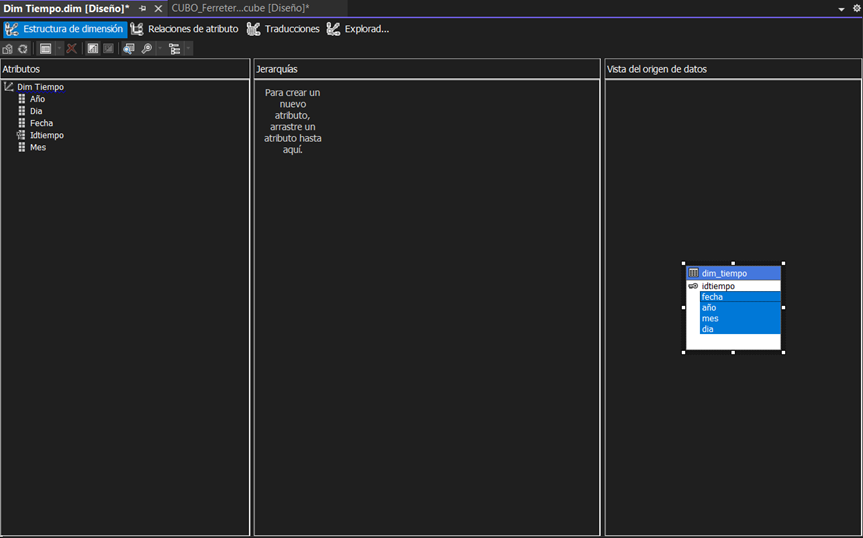 Dim Tiempo.dim [Diseño]* CUBO_Ferreter...cube [Diseño]*
Estructura de dimensión Relaciones de atributo Traducciones Explorad...
Atributos
Dim Tiempo
Año
Dia
Fecha
Idtiempo
Mes
Jerarquías
Para crear un
nuevo
atributo,
arrastre un
atributo hasta
aquí.
Vista del origen de datos
dim_tiempo
idtiempo
fecha
año
mes
dia